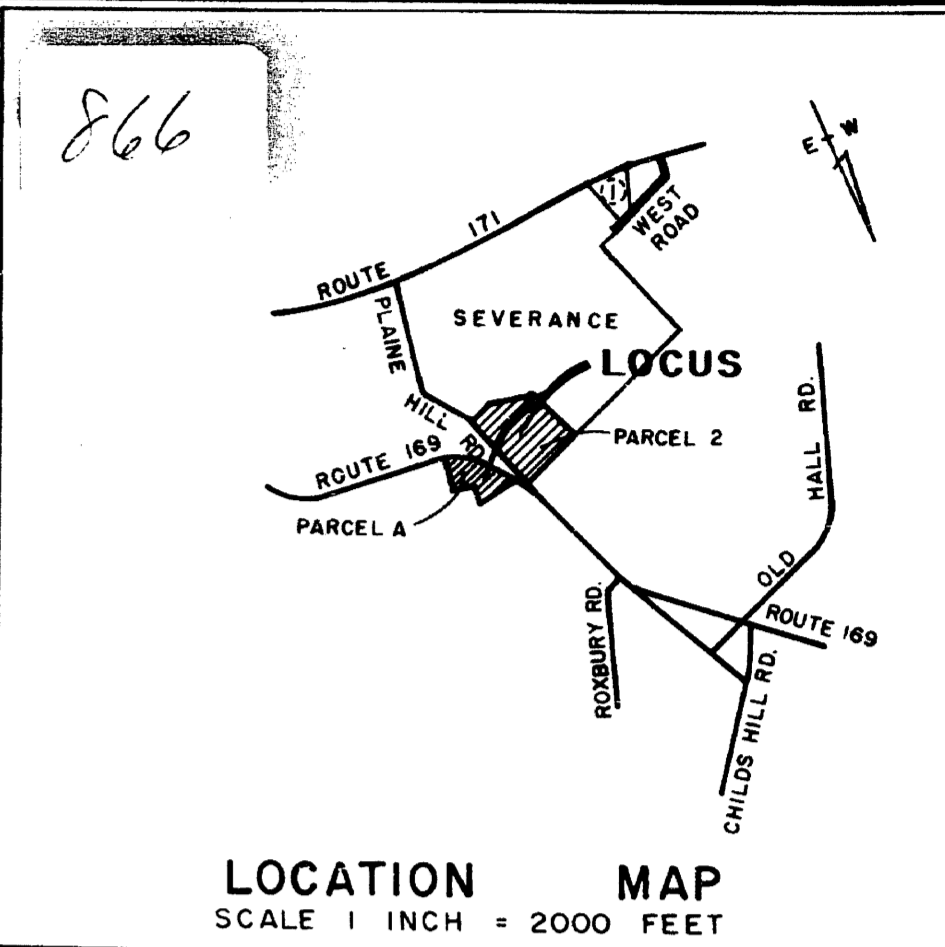 866
E W
ROUTE 171
WEST
ROAD
PLAINE HILL RD.
SEVERANCE
LOCUS
PARCEL 2
ROUTE 169
PARCEL A
OLD HALL RD.
ROUTE 169
ROXBURY RD.
CHILDS HILL RD.
LOCATION MAP
SCALE 1 INCH = 2000 FEET